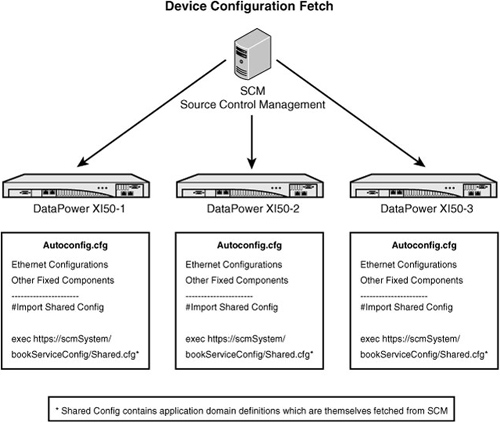 Device Configuration Fetch
SCM
Source Control Management
DataPower XI50-1
DataPower XI50-2
DataPower XI50-3
Autoconfig.cfg
Ethernet Configurations
Other Fixed Components
-----------------------
#Import Shared Config
exec https://scmSystem/
bookServiceConfig/Shared.cfg*
Autoconfig.cfg
Ethernet Configurations
Other Fixed Components
-----------------------
#Import Shared Config
exec https://scmSystem/
bookServiceConfig/Shared.cfg*
Autoconfig.cfg
Ethernet Configurations
Other Fixed Components
-----------------------
#Import Shared Config
exec https://scmSystem/
bookServiceConfig/Shared.cfg*
* Shared Config contains application domain definitions which are themselves fetched from SCM